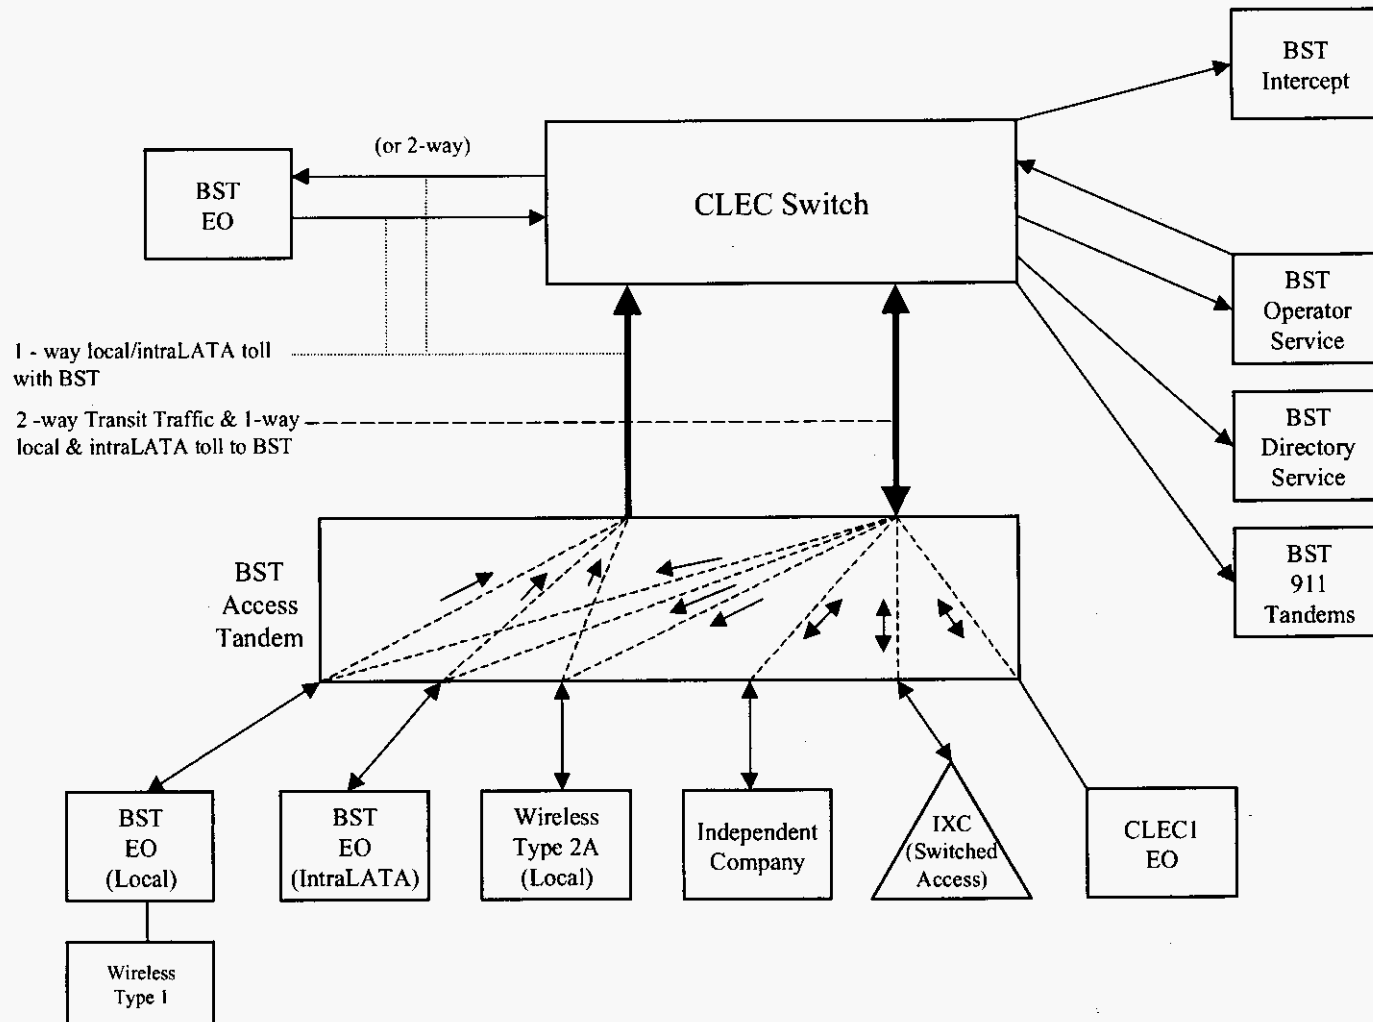 BST
Intercept
(or 2-way)
BST
EO
CLEC Switch
BST
Operator
Service
1 - way local/intraLATA toll
with BST
2 -way Transit Traffic & 1-way
local & intraLATA toll to BST
BST
Directory
Service
BST
911
Tandems
BST
Access
Tandem
BST
EO
(Local)
BST
EO
(IntraLATA)
Wireless
Type 2A
(Local)
Independent
Company
IXC
(Switched
Access)
CLEC1
EO
Wireless
Type 1